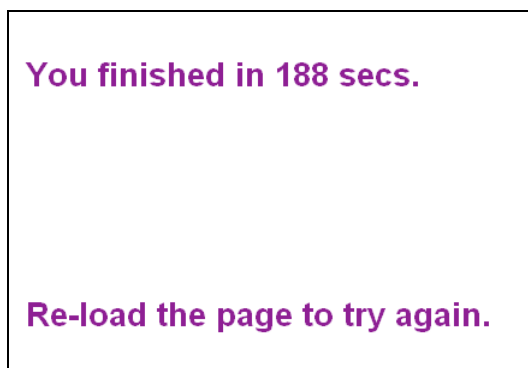 You finished in 188 secs.
Re-load the page to try again.